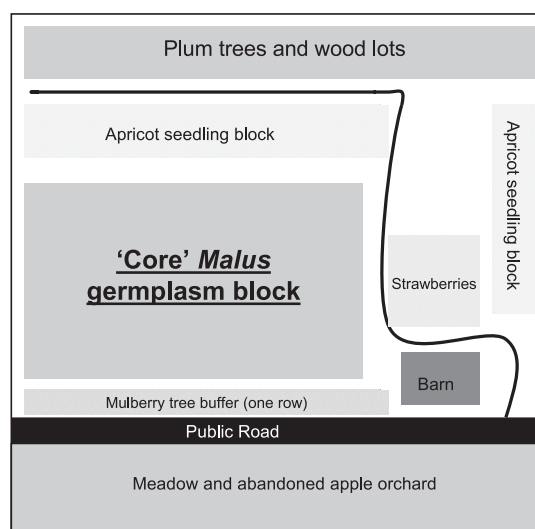 Plum trees and wood lots
Apricot seedling block
Apricot seedling block
‘Core’ Malus
germplasm block
Strawberries
Barn
Mulberry tree buffer (one row)
Public Road
Meadow and abandoned apple orchard